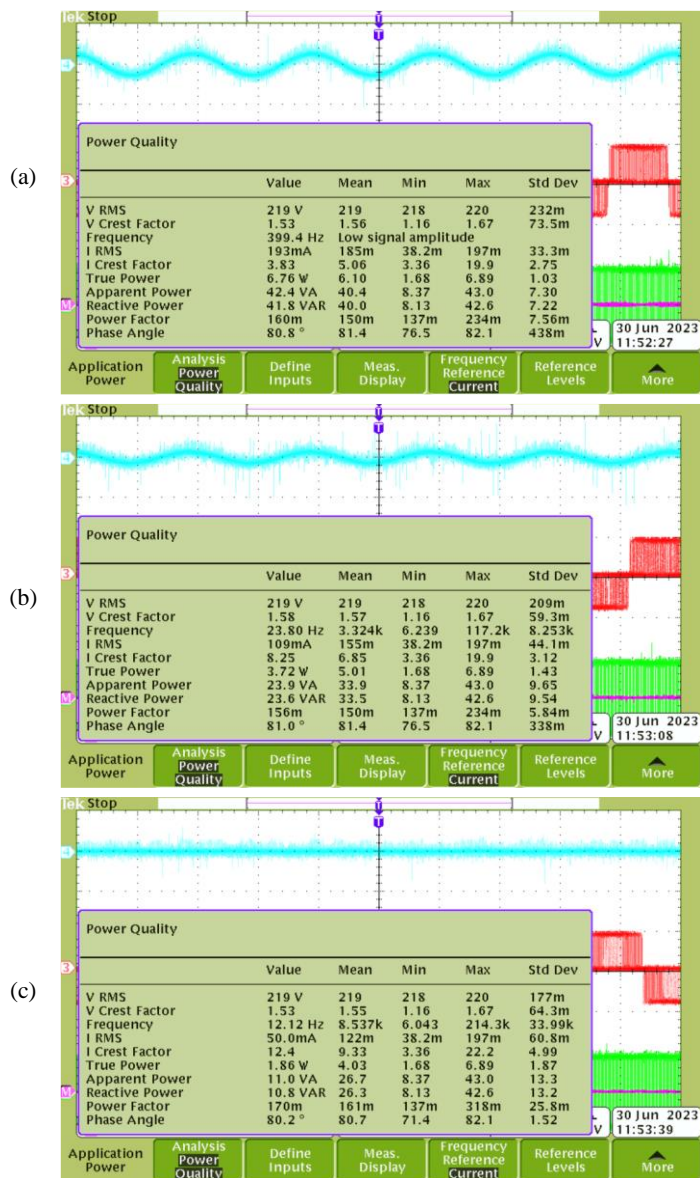 (a)
Tek Stop
T
T
4
3
M
Power Quality
Value Mean Min Max Std Dev
V RMS 219 V 219 218 220 232m
V Crest Factor 1.53 1.56 1.16 1.67 73.5m
Frequency 399.4 Hz Low signal amplitude
I RMS 193mA 185m 38.2m 197m 33.3m
I Crest Factor 3.83 5.06 3.36 19.9 2.75
True Power 6.76 W 6.10 1.68 6.89 1.03
Apparent Power 42.4 VA 40.4 8.37 43.0 7.30
Reactive Power 41.8 VAR 40.0 8.13 42.6 7.22
Power Factor 160m 150m 137m 234m 7.56m
Phase Angle 80.8 ° 81.4 76.5 82.1 438m
V
30 Jun 2023
11:52:27
Application Power
Analysis Power Quality
Define Inputs
Meas. Display
Frequency Reference Current
Reference Levels
More
(b)
Tek Stop
T
T
4
3
M
Power Quality
Value Mean Min Max Std Dev
V RMS 219 V 219 218 220 209m
V Crest Factor 1.58 1.57 1.16 1.67 59.3m
Frequency 23.80 Hz 3.324k 6.239 117.2k 8.253k
I RMS 109mA 155m 38.2m 197m 44.1m
I Crest Factor 8.25 6.85 3.36 19.9 3.12
True Power 3.72 W 5.01 1.68 6.89 1.43
Apparent Power 23.9 VA 33.9 8.37 43.0 9.65
Reactive Power 23.6 VAR 33.5 8.13 42.6 9.54
Power Factor 156m 150m 137m 234m 5.84m
Phase Angle 81.0 ° 81.4 76.5 82.1 338m
V
30 Jun 2023
11:53:08
Application Power
Analysis Power Quality
Define Inputs
Meas. Display
Frequency Reference Current
Reference Levels
More
(c)
Tek Stop
T
T
4
3
M
Power Quality
Value Mean Min Max Std Dev
V RMS 219 V 219 218 220 177m
V Crest Factor 1.53 1.55 1.16 1.67 64.3m
Frequency 12.12 Hz 8.537k 6.043 214.3k 33.99k
I RMS 50.0mA 122m 38.2m 197m 60.8m
I Crest Factor 12.4 9.33 3.36 22.2 4.99
True Power 1.86 W 4.03 1.68 6.89 1.87
Apparent Power 11.0 VA 26.7 8.37 43.0 13.3
Reactive Power 10.8 VAR 26.3 8.13 42.6 13.2
Power Factor 170m 161m 137m 318m 25.8m
Phase Angle 80.2 ° 80.7 71.4 82.1 1.52
V
30 Jun 2023
11:53:39
Application Power
Analysis Power Quality
Define Inputs
Meas. Display
Frequency Reference Current
Reference Levels
More